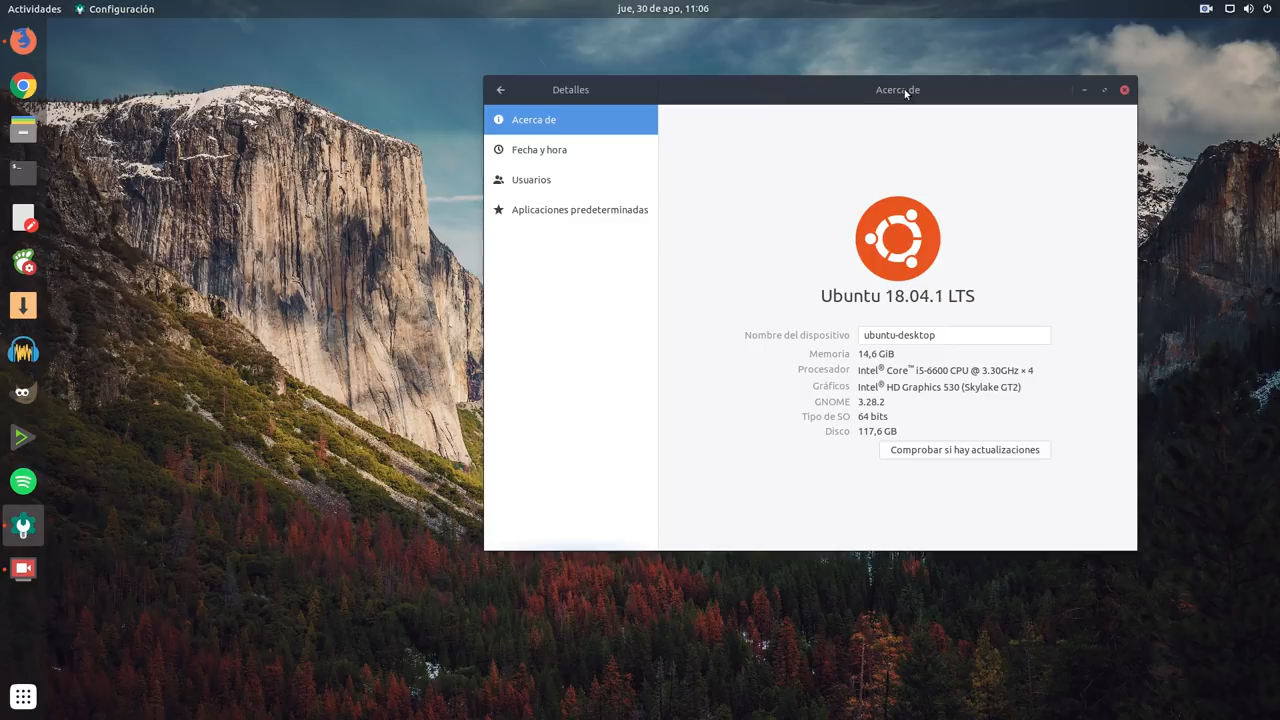 Actividades
Configuración
jue, 30 de ago, 11:06
Detalles
Acerca de
Acerca de
Fecha y hora
Usuarios
Aplicaciones predeterminadas
Ubuntu 18.04.1 LTS
Nombre del dispositivo ubuntu-desktop
Memoria 14,6 GiB
Procesador Intel® Core™ i5-6600 CPU @ 3.30GHz × 4
Gráficos Intel® HD Graphics 530 (Skylake GT2)
GNOME 3.28.2
Tipo de SO 64 bits
Disco 117,6 GB
Comprobar si hay actualizaciones